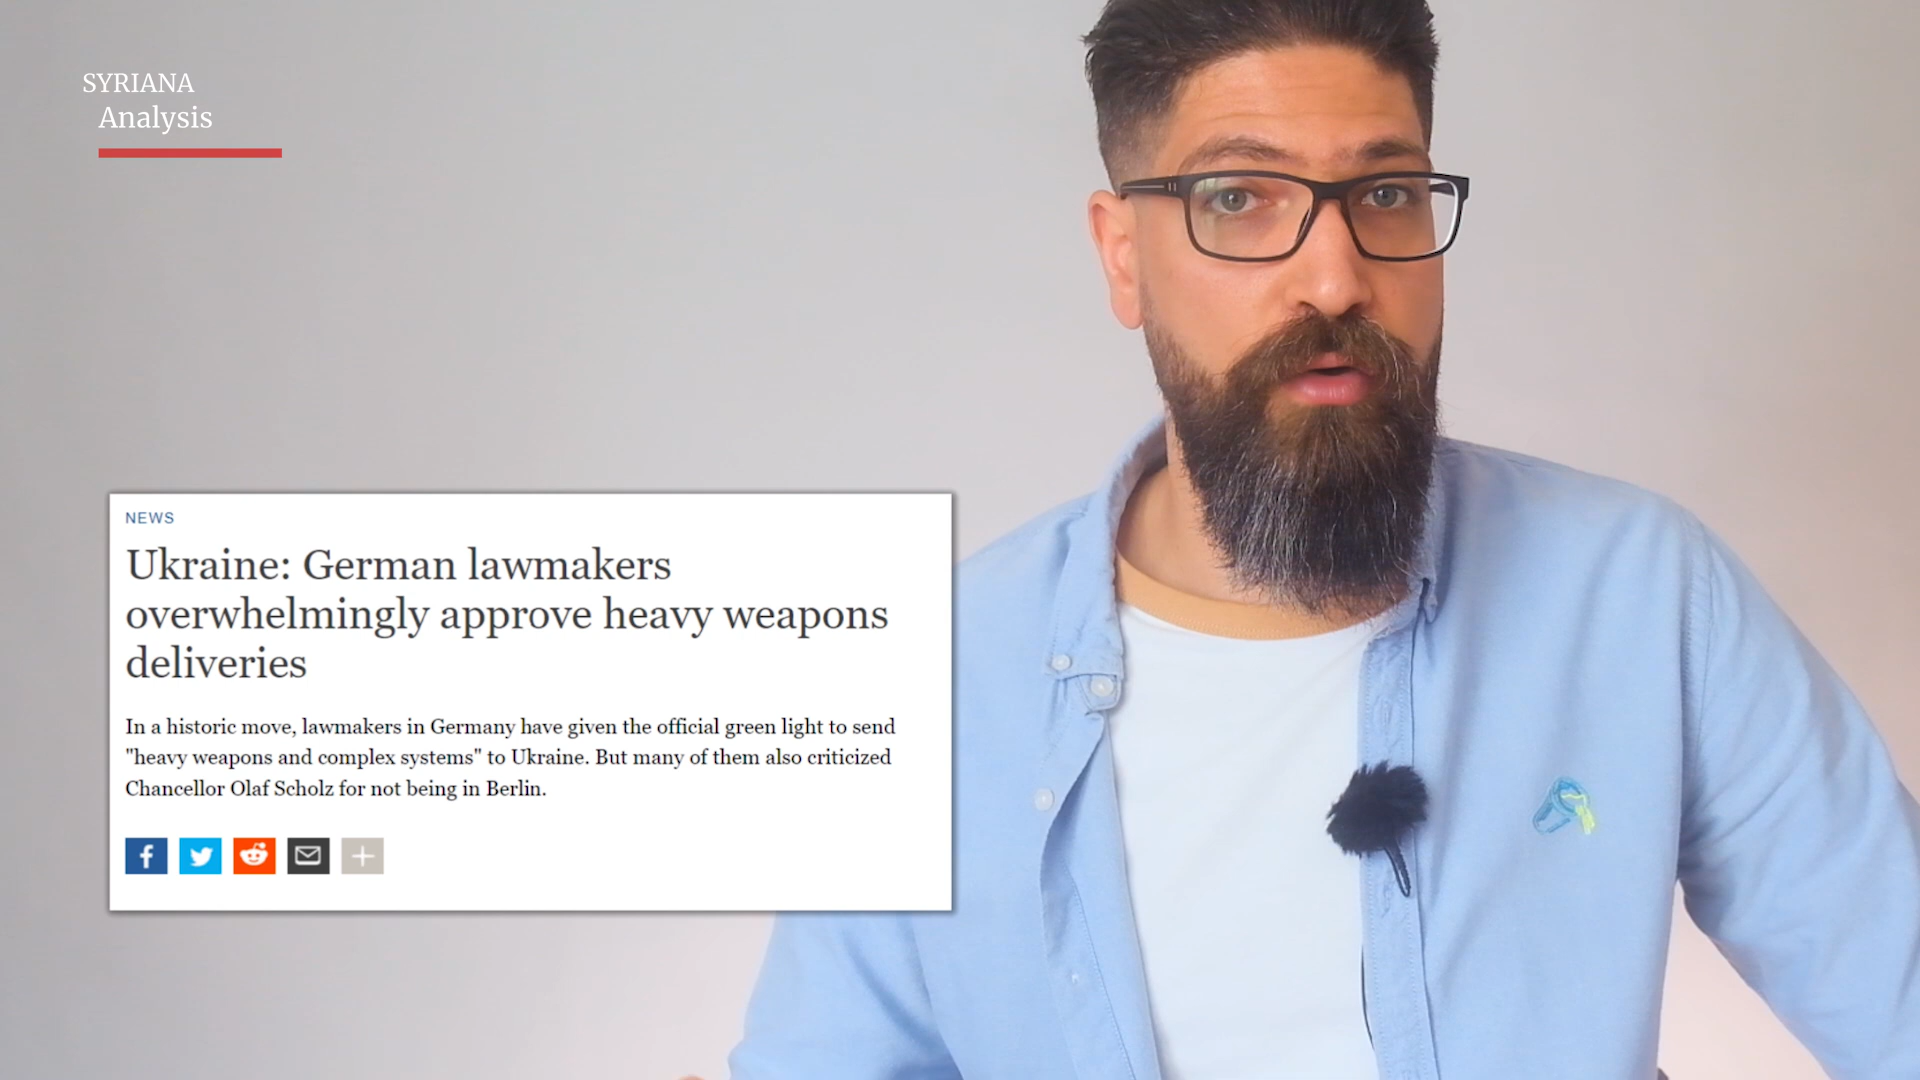 SYRIANA
Analysis
NEWS
Ukraine: German lawmakers
overwhelmingly approve heavy weapons
deliveries
In a historic move, lawmakers in Germany have given the official green light to send
"heavy weapons and complex systems" to Ukraine. But many of them also criticized
Chancellor Olaf Scholz for not being in Berlin.